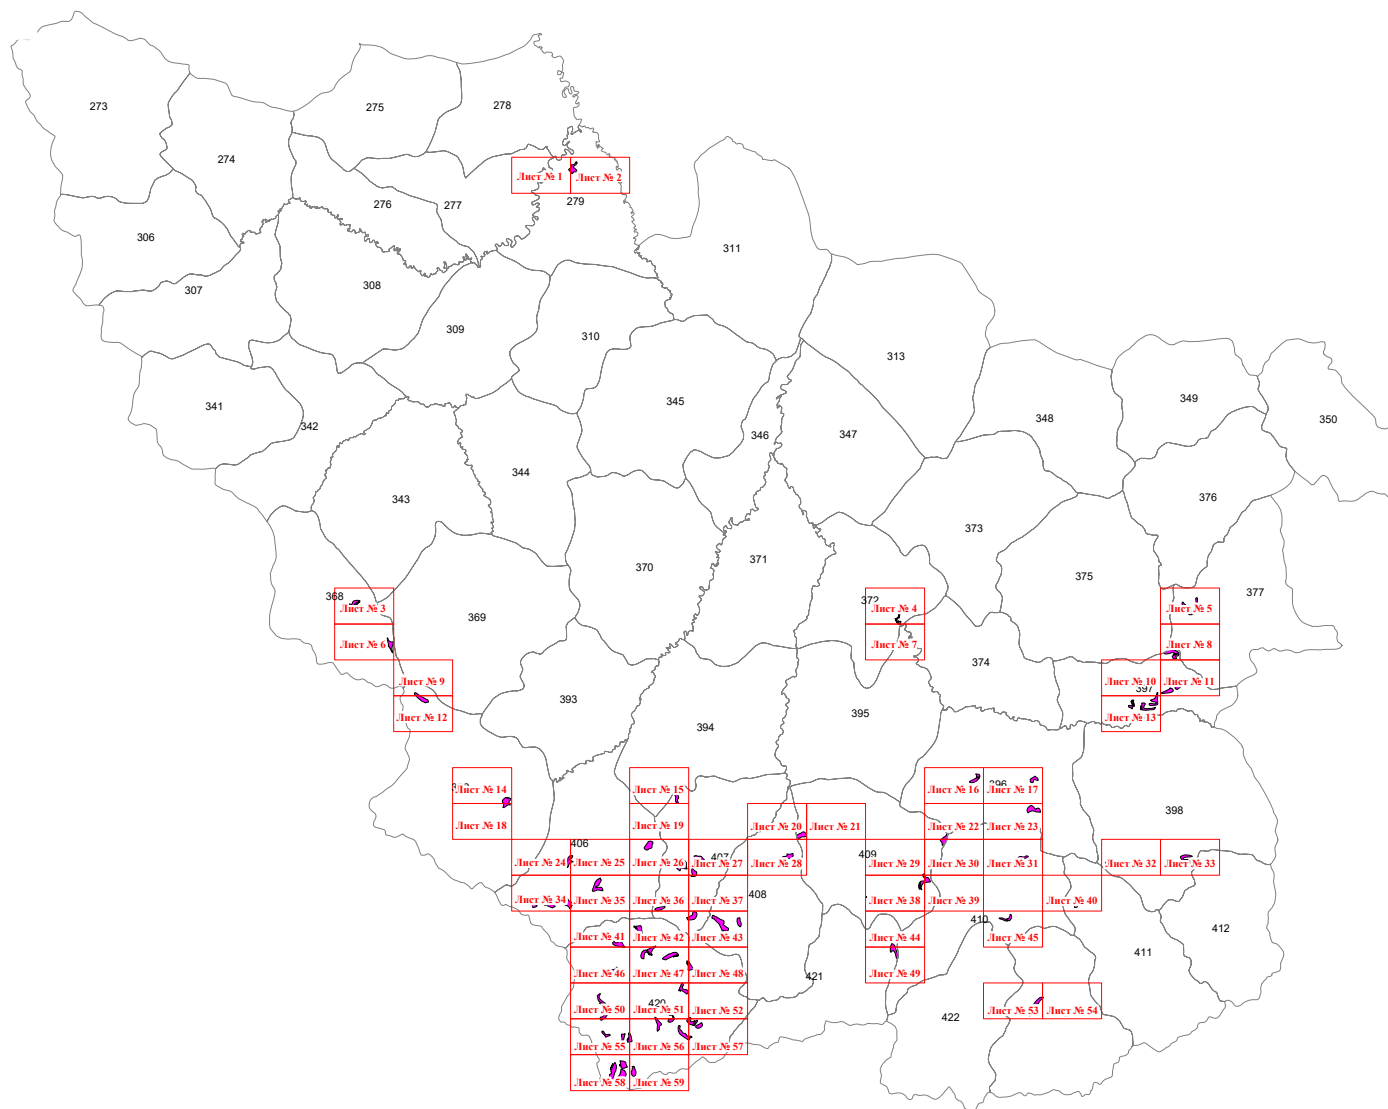 273
275
278
274
Лист № 1
Лист № 2
276
277
279
306
311
307
308
309
310
313
341
342
345
346
347
348
349
350
343
344
373
376
370
371
375
377
368
Лист № 3
369
372
Лист № 4
Лист № 5
Лист № 6
Лист № 7
Лист № 8
374
Лист № 9
393
Лист № 10
Лист № 11
397
Лист № 12
394
395
Лист № 13
Лист № 14
Лист № 15
Лист № 16
396
Лист № 17
398
Лист № 18
Лист № 19
Лист № 20
Лист № 21
Лист № 22
Лист № 23
406
407
409
Лист № 24
Лист № 25
Лист № 26
Лист № 27
Лист № 28
Лист № 29
Лист № 30
Лист № 31
Лист № 32
Лист № 33
408
Лист № 34
Лист № 35
Лист № 36
Лист № 37
Лист № 38
Лист № 39
Лист № 40
410
412
Лист № 41
Лист № 42
Лист № 43
Лист № 44
Лист № 45
411
Лист № 46
Лист № 47
Лист № 48
421
Лист № 49
420
Лист № 50
Лист № 51
Лист № 52
422
Лист № 53
Лист № 54
Лист № 55
Лист № 56
Лист № 57
Лист № 58
Лист № 59